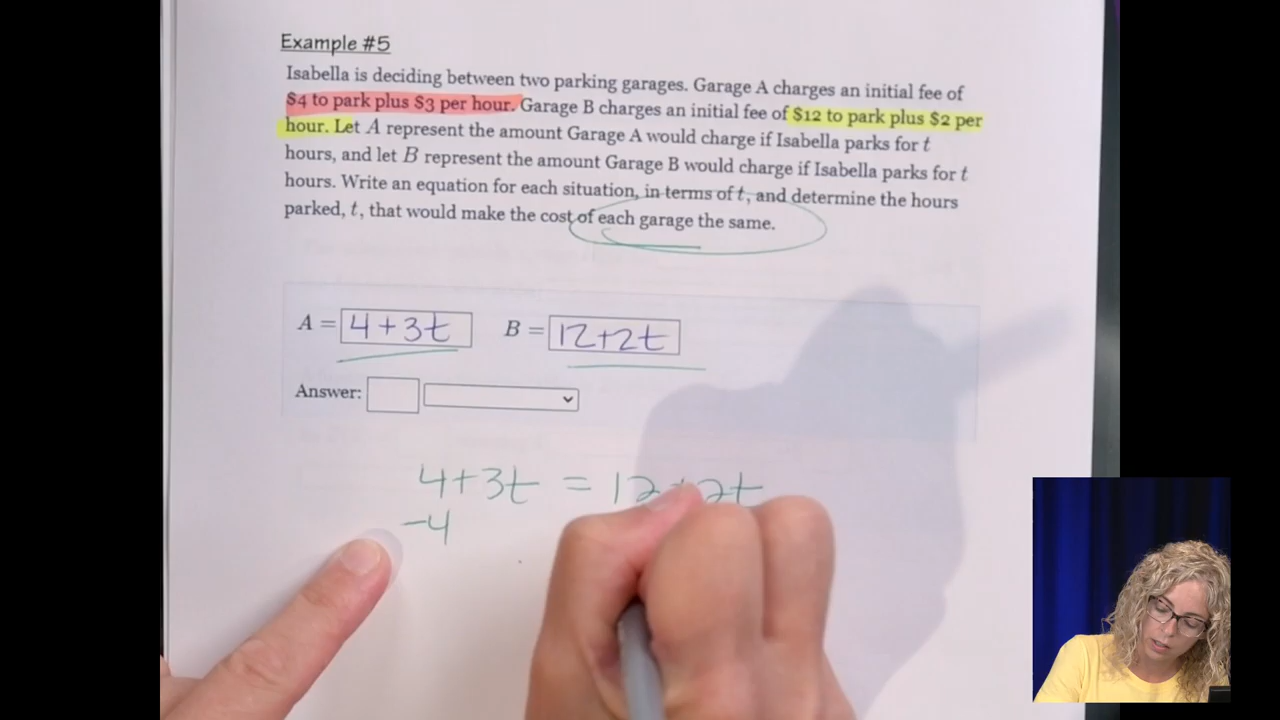 Example #5
Isabella is deciding between two parking garages. Garage A charges an initial fee of
$4 to park plus $3 per hour. Garage B charges an initial fee of $12 to park plus $2 per
hour. Let A represent the amount Garage A would charge if Isabella parks for t
hours, and let B represent the amount Garage B would charge if Isabella parks for t
hours. Write an equation for each situation, in terms of t, and determine the hours
parked, t, that would make the cost of each garage the same.
A = 4+3t B = 12+2t
Answer:
4+3t = 12+2t
-4